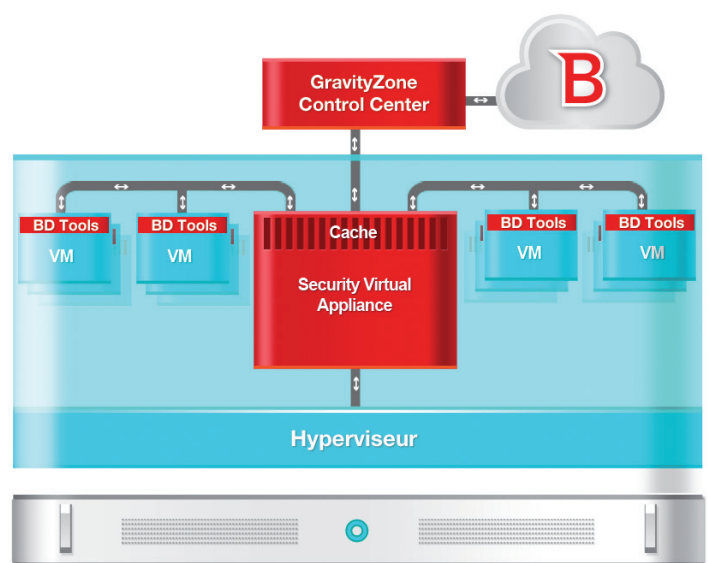 GravityZone
Control Center
B
BD Tools
VM
BD Tools
VM
Cache
Security Virtual
Appliance
BD Tools
VM
BD Tools
VM
Hyperviseur